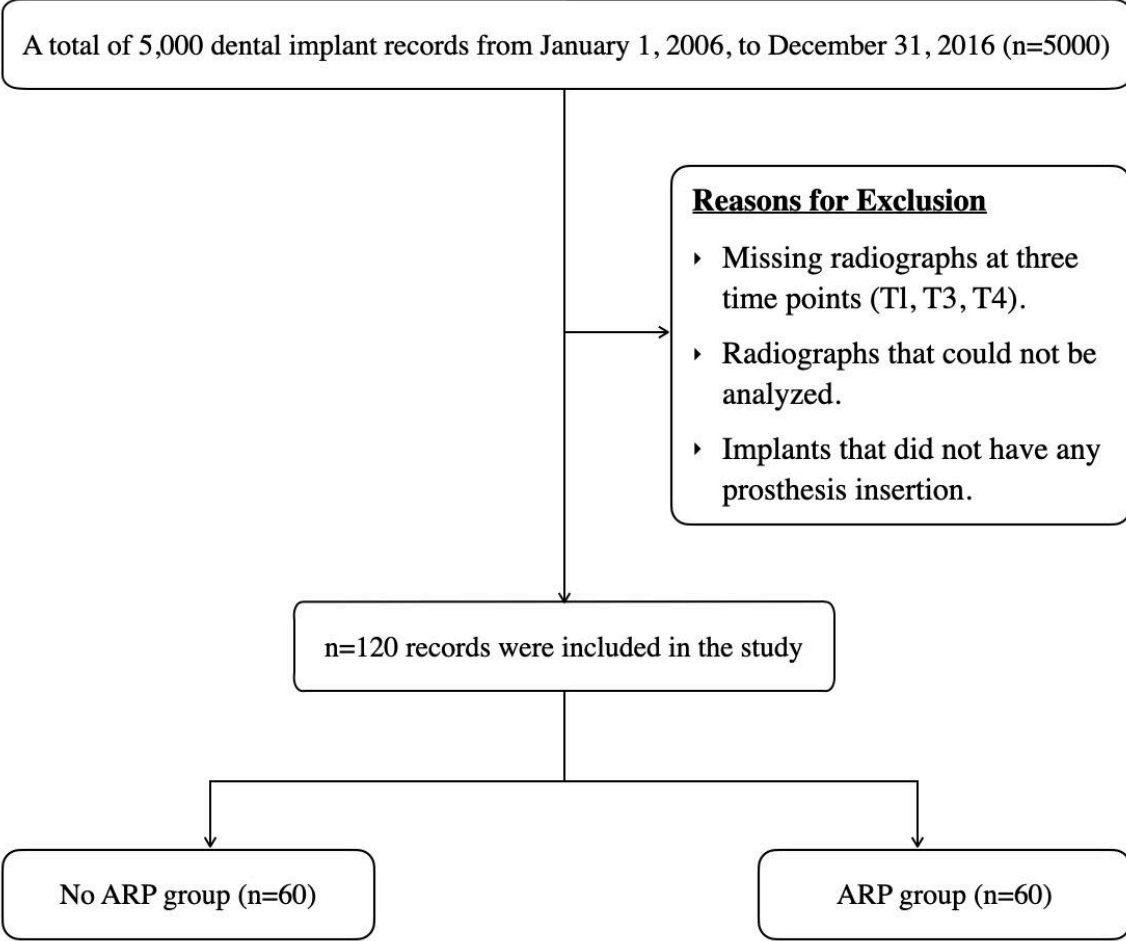 A total of 5,000 dental implant records from January 1, 2006, to December 31, 2016 (n=5000)
Reasons for Exclusion
‣ Missing radiographs at three
time points (T1, T3, T4).
‣ Radiographs that could not be
analyzed.
‣ Implants that did not have any
prosthesis insertion.
n=120 records were included in the study
No ARP group (n=60)
ARP group (n=60)